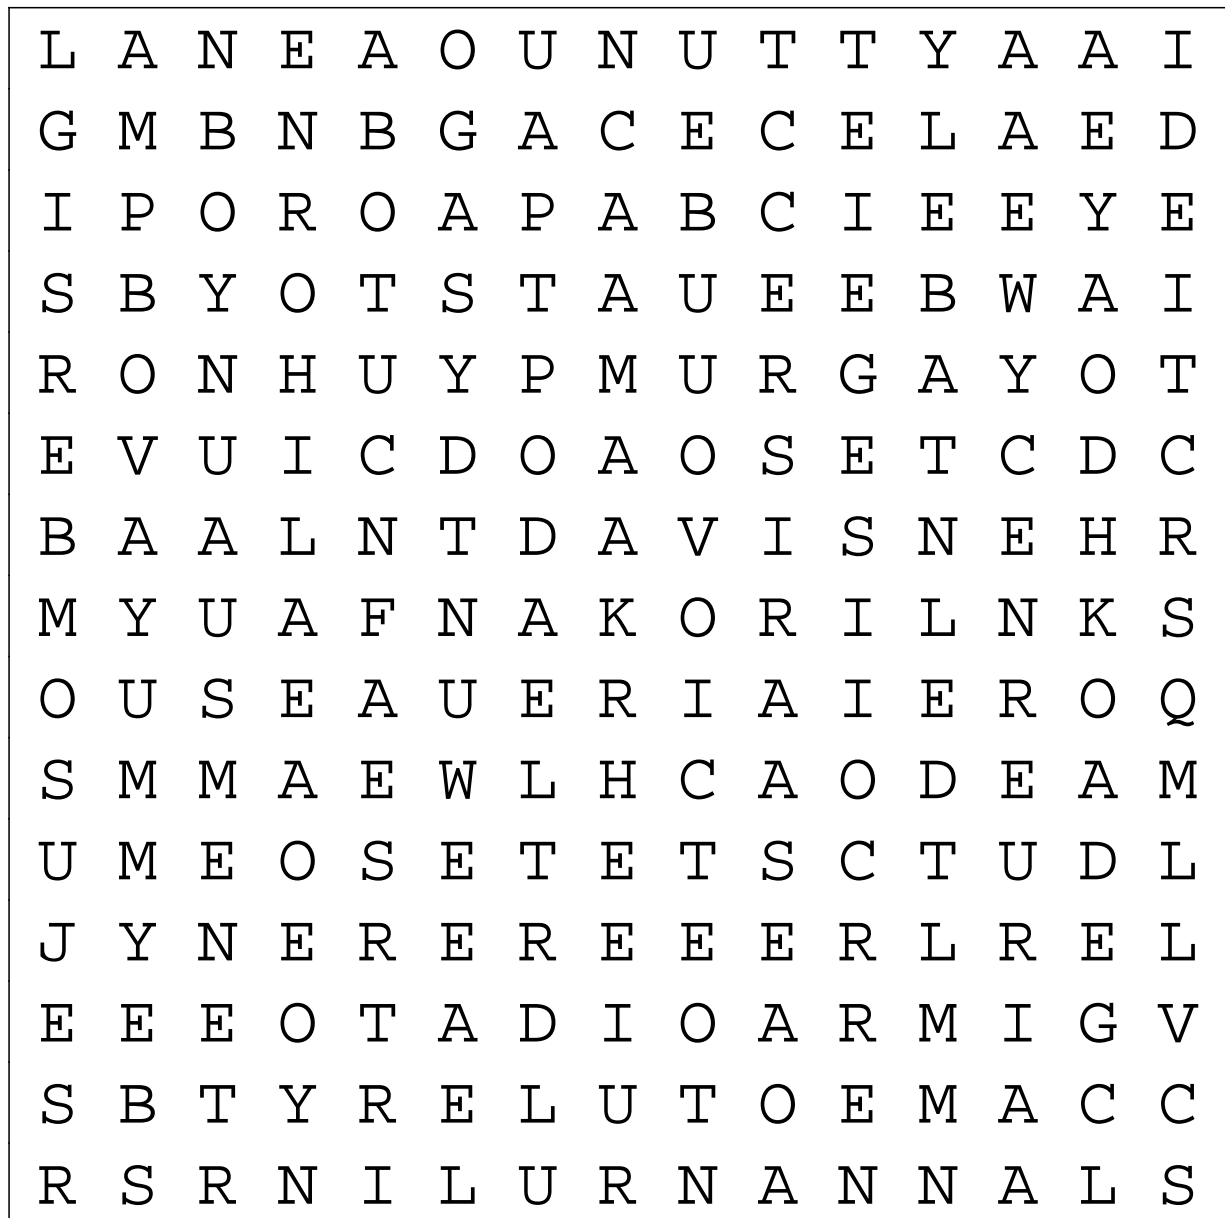 L A N E A O U N U T T Y A A I
G M B N B G A C E C E L A E D
I P O R O A P A B C I E E Y E
S B Y O T S T A U E E B W A I
R O N H U Y P M U R G A Y O T
E V U I C D O A O S E T C D C
B A A L N T D A V I S N E H R
M Y U A F N A K O R I L N K S
O U S E A U E R I A I E R O Q
S M M A E W L H C A O D E A M
U M E O S E T E T S C T U D L
J Y N E R E R E E E R L R E L
E E E O T A D I O A R M I G V
S B T Y R E L U T O E M A C C
R S R N I L U R N A N N A L S